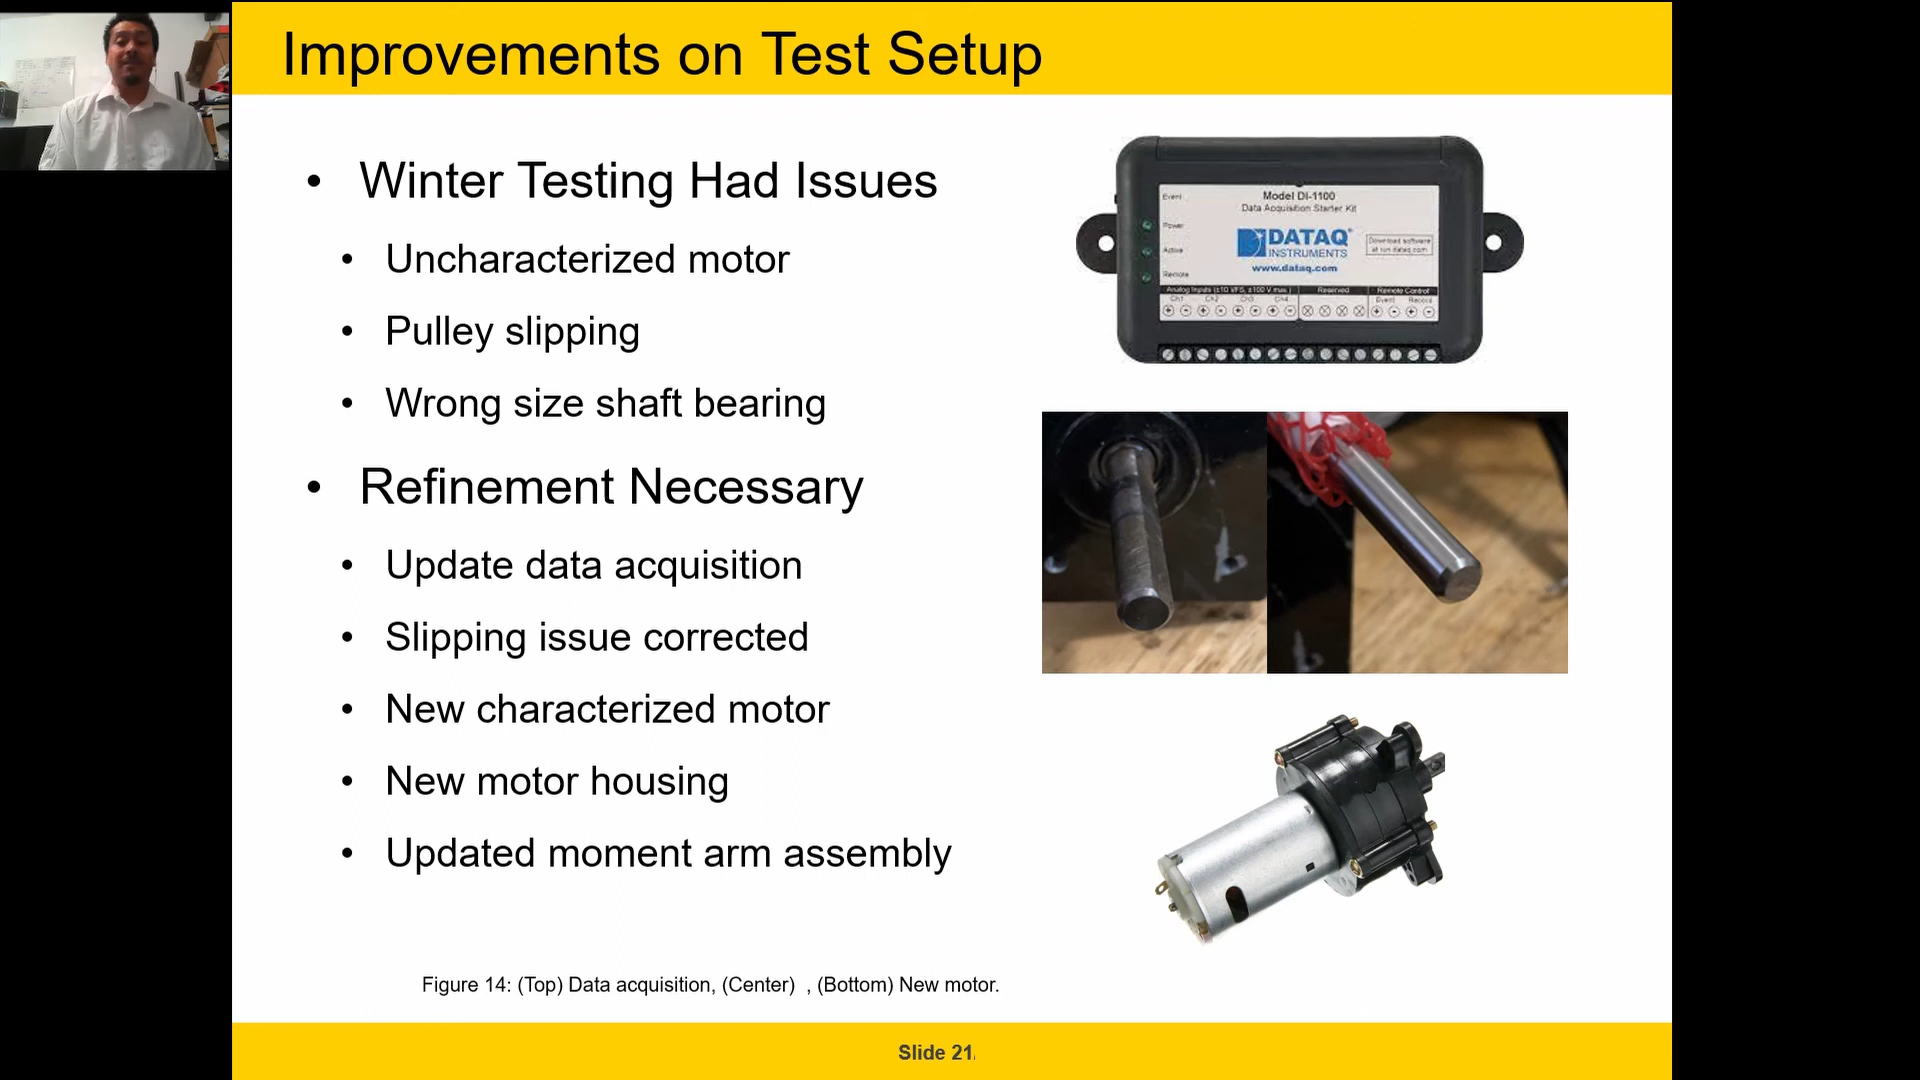 Improvements on Test Setup
• Winter Testing Had Issues
• Uncharacterized motor
• Pulley slipping
• Wrong size shaft bearing
• Refinement Necessary
• Update data acquisition
• Slipping issue corrected
• New characterized motor
• New motor housing
• Updated moment arm assembly
Event
Model DI-1100
Data Acquisition Starter Kit
Power
Active
Remote
DATAQ®
INSTRUMENTS
www.dataq.com
Download software
at run.dataq.com
Analog Inputs (±10 VFS, ±100 V max.) Reserved Remote Control
Ch1 Ch2 Ch3 Ch4 Event Record
Figure 14: (Top) Data acquisition, (Center) , (Bottom) New motor.
Slide 21